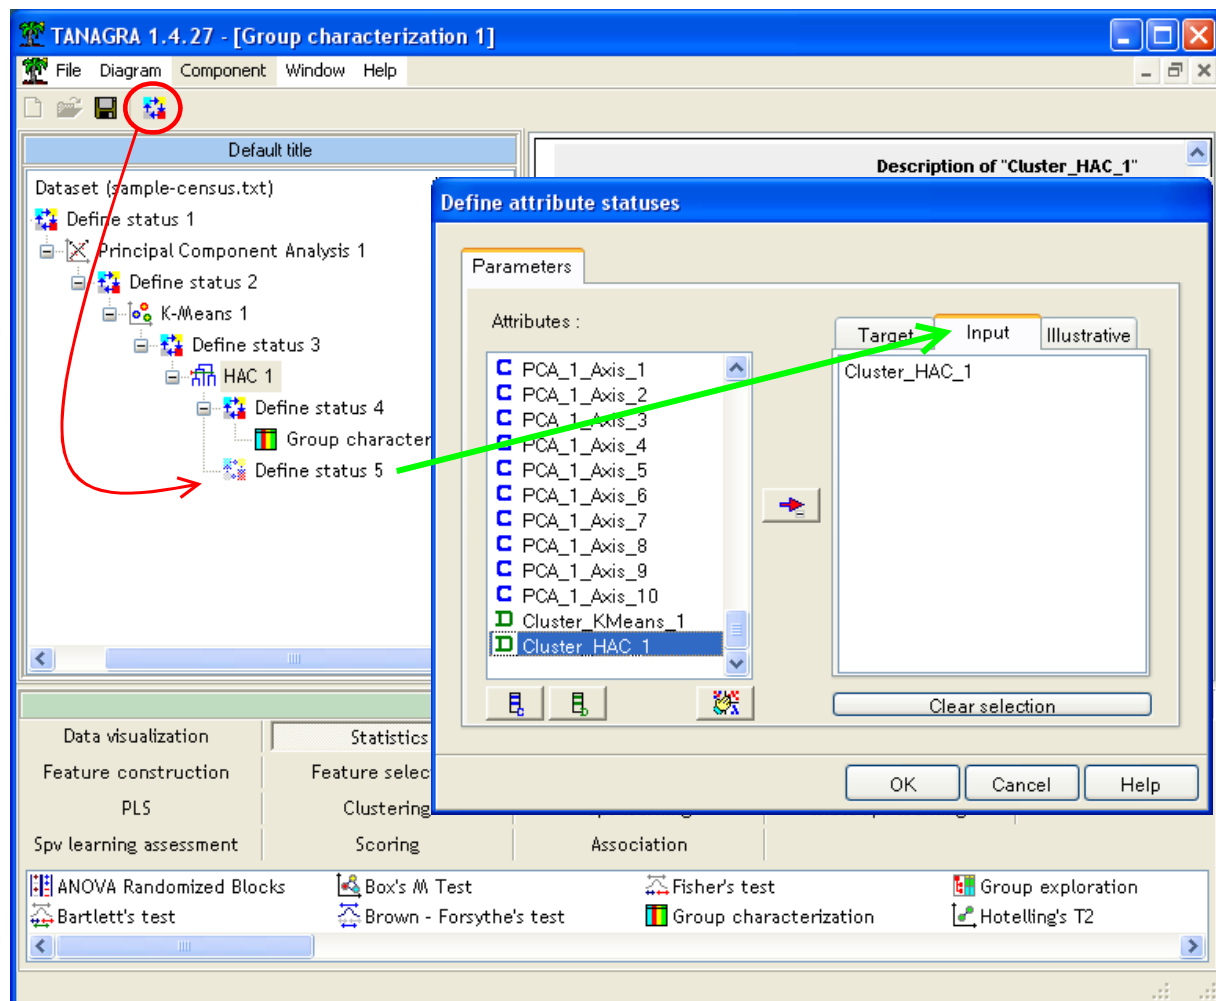 TANAGRA 1.4.27 - [Group characterization 1]
File Diagram Component Window Help
Default title
Dataset (sample-census.txt)
Define status 1
Principal Component Analysis 1
Define status 2
K-Means 1
Define status 3
HAC 1
Define status 4
Group character
Define status 5
Description of "Cluster_HAC_1"
Define attribute statuses
Parameters
Attributes :
C PCA_1_Axis_1
C PCA_1_Axis_2
C PCA_1_Axis_3
C PCA_1_Axis_4
C PCA_1_Axis_5
C PCA_1_Axis_6
C PCA_1_Axis_7
C PCA_1_Axis_8
C PCA_1_Axis_9
C PCA_1_Axis_10
D Cluster_KMeans_1
D Cluster_HAC_1
Target Input Illustrative
Cluster_HAC_1
Clear selection
OK Cancel Help
Data visualization Statistics
Feature construction Feature selec
PLS Clustering
Spv learning assessment Scoring Association
ANOVA Randomized Blocks Box's M Test Fisher's test Group exploration
Bartlett's test Brown - Forsythe's test Group characterization Hotelling's T2